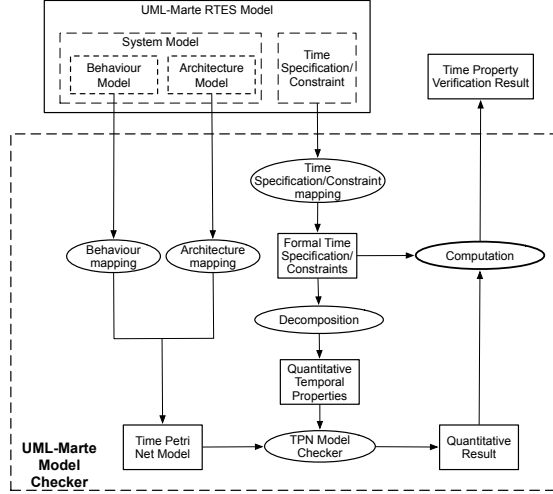 UML-Marte RTES Model
System Model
Behaviour
Model
Architecture
Model
Time
Specification/
Constraint
Time Property
Verification Result
Time
Specification/Constraint
mapping
Behaviour
mapping
Architecture
mapping
Formal Time
Specification/
Constraints
Computation
Decomposition
Quantitative
Temporal
Properties
Time Petri
Net Model
TPN Model
Checker
Quantitative
Result
UML-Marte
Model
Checker